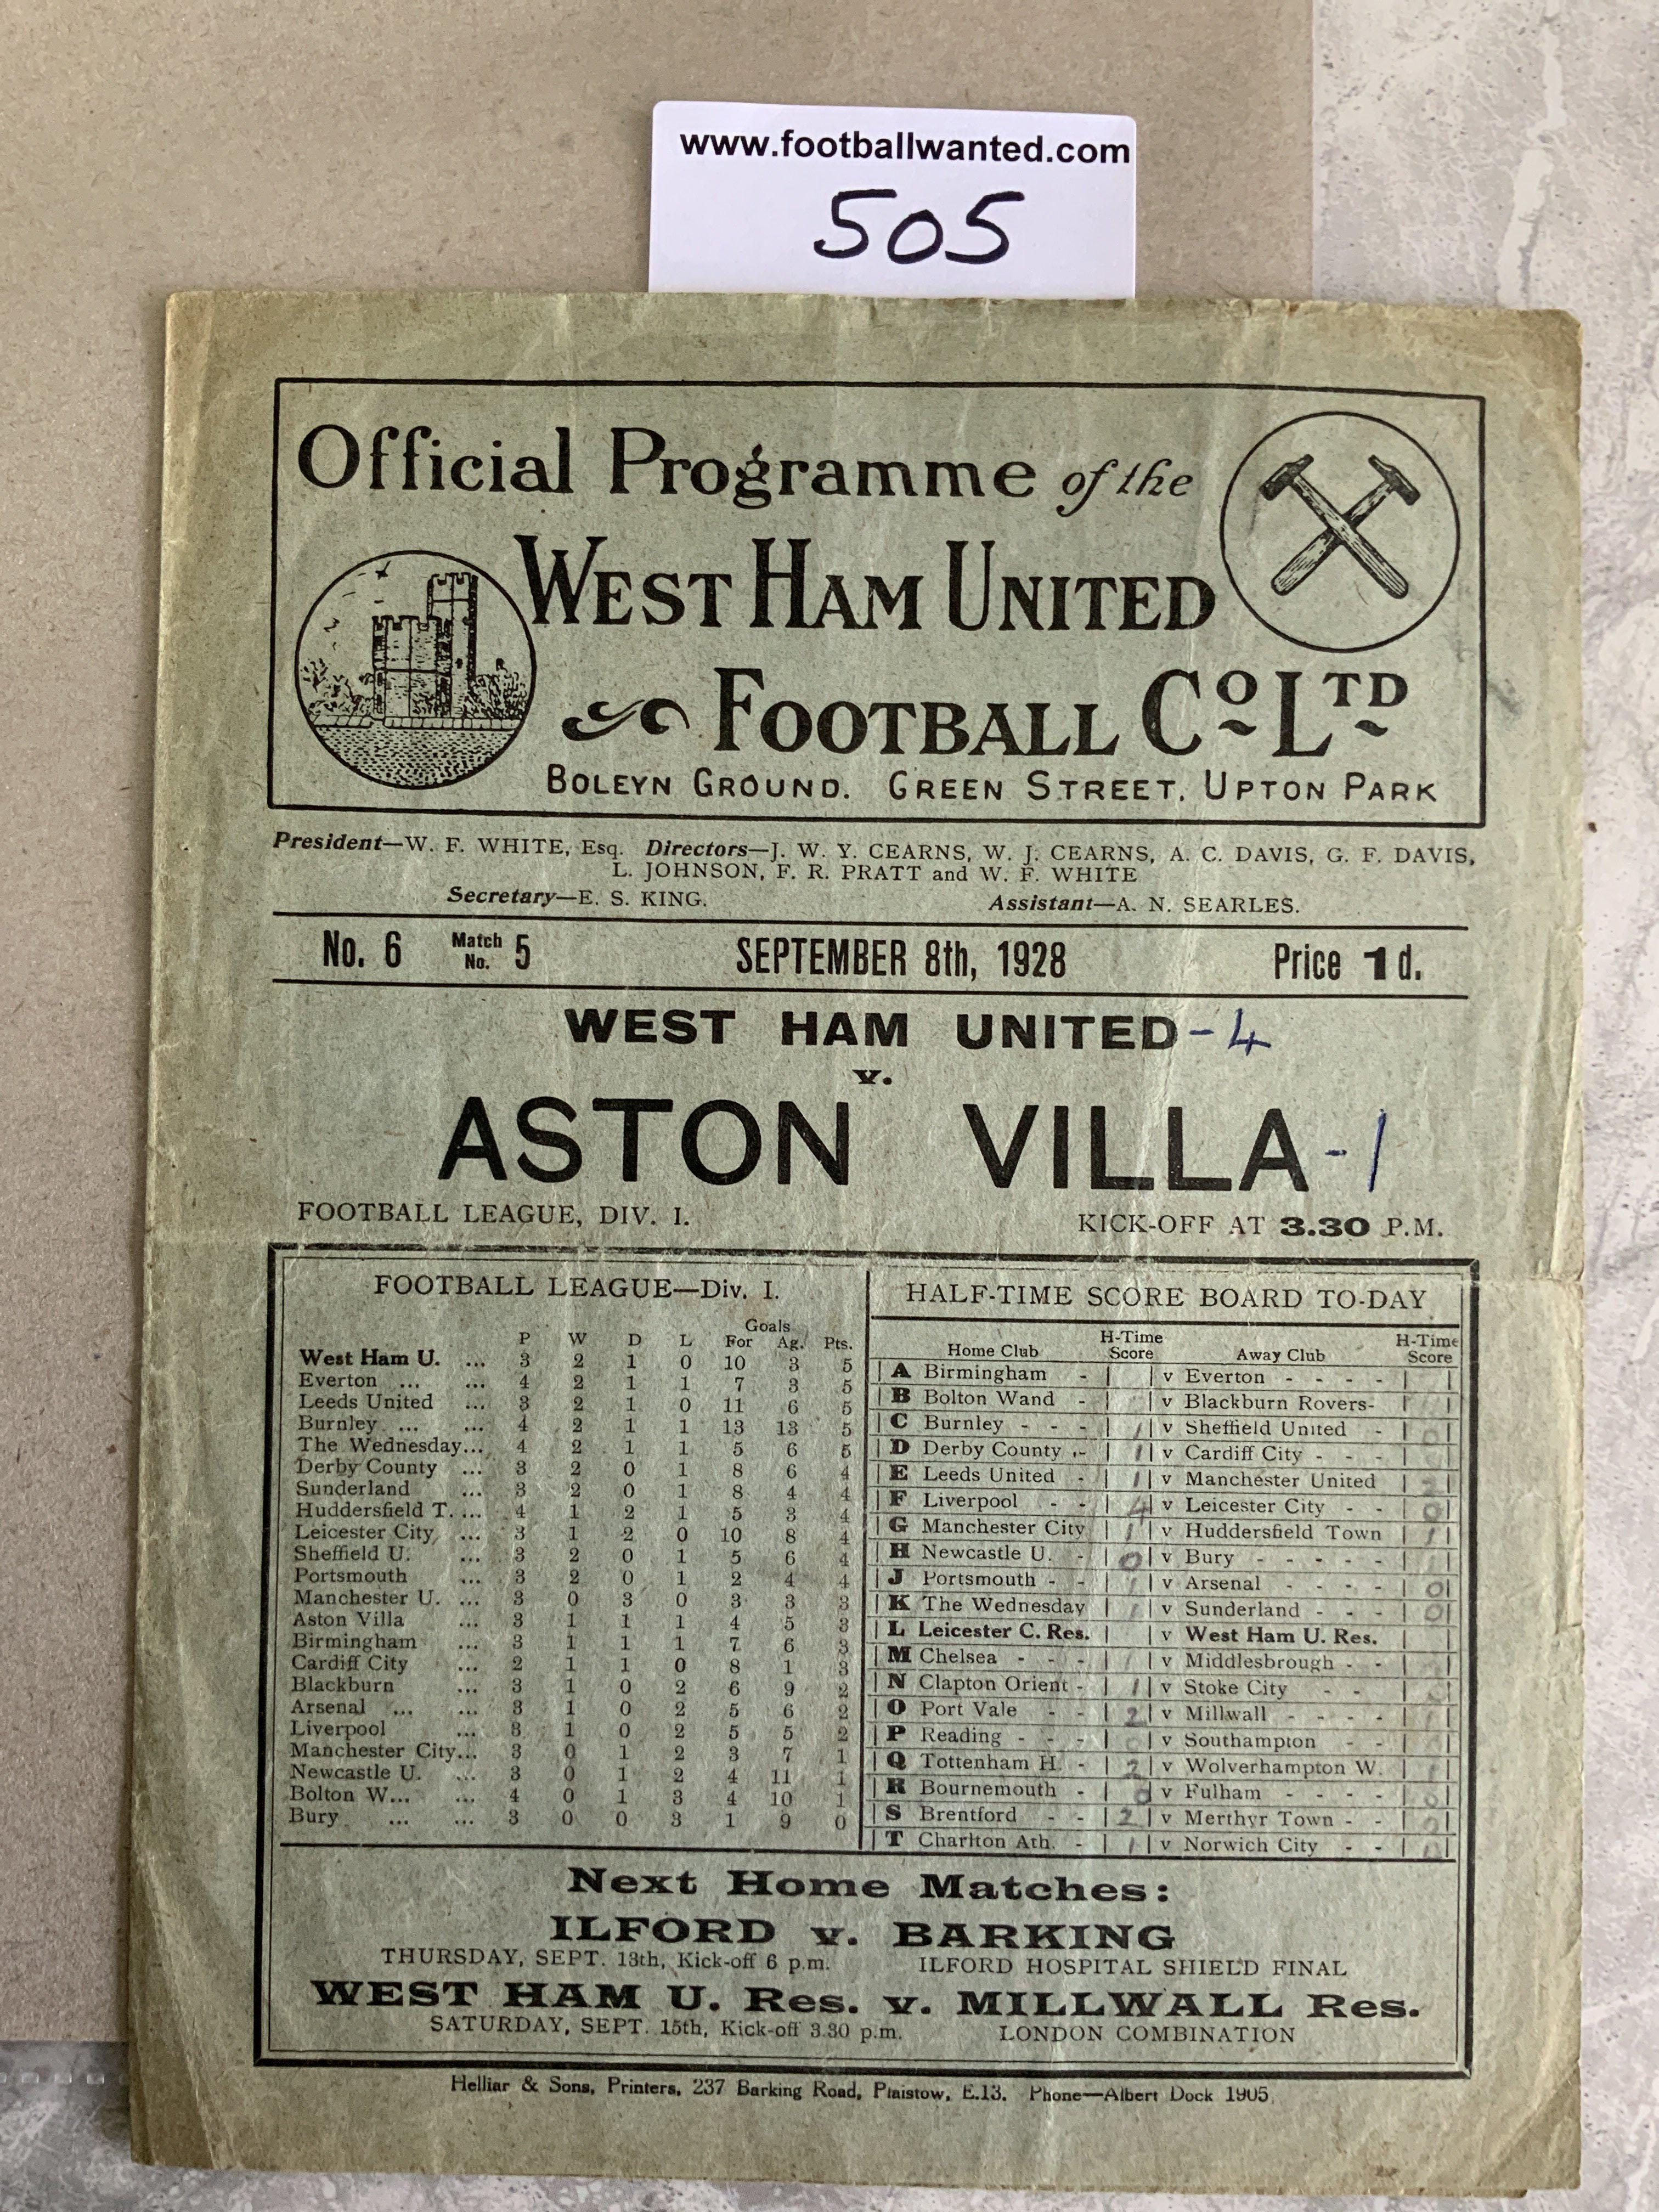 www.footballwanted.com
505
Official Programme of the
WEST HAM UNITED
FOOTBALL CO LTD
BOLEYN GROUND. GREEN STREET, UPTON PARK
President—W. F. WHITE, Esq. Directors—J. W. Y. CEARNS, W. J. CEARNS, A. C. DAVIS, G. F. DAVIS,
L. JOHNSON, F. R. PRATT and W. F. WHITE
Secretary—E. S. KING. Assistant—A. N. SEARLES.
No. 6 Match No. 5 SEPTEMBER 8th, 1928 Price 1d.
WEST HAM UNITED - 4
v.
ASTON VILLA - 1
FOOTBALL LEAGUE, DIV. I. KICK-OFF AT 3.30 P.M.
FOOTBALL LEAGUE—Div. I.
Goals
P W D L For Ag. Pts.
West Ham U. ... 3 2 1 0 10 3 5
Everton ... ... 4 2 1 1 7 3 5
Leeds United ... 3 2 1 0 11 6 5
Burnley ... ... 4 2 1 1 13 13 5
The Wednesday... 4 2 1 1 5 6 5
Derby County ... 3 2 0 1 8 6 4
Sunderland ... 3 2 0 1 8 4 4
Huddersfield T. ... 4 1 2 1 5 3 4
Leicester City ... 3 1 2 0 10 8 4
Sheffield U. ... 3 2 0 1 5 6 4
Portsmouth ... 3 2 0 1 2 4 4
Manchester U. ... 3 0 3 0 3 3 3
Aston Villa ... 3 1 1 1 4 5 3
Birmingham ... 3 1 1 1 7 6 3
Cardiff City ... 2 1 1 0 8 1 3
Blackburn ... 3 1 0 2 6 9 2
Arsenal ... ... 3 1 0 2 5 6 2
Liverpool ... 3 1 0 2 5 5 2
Manchester City... 3 0 1 2 3 7 1
Newcastle U. ... 3 0 1 2 4 11 1
Bolton W... ... 4 0 1 3 4 10 1
Bury ... ... 3 0 0 3 1 9 0
HALF-TIME SCORE BOARD TO-DAY
Home Club H-Time Score Away Club H-Time Score
A Birmingham - v Everton - - - -
B Bolton Wand - v Blackburn Rovers-
C Burnley - - - 1 v Sheffield United - 0
D Derby County - 1 v Cardiff City - - -
E Leeds United - 1 v Manchester United 2
F Liverpool - - 4 v Leicester City - - 0
G Manchester City 1 v Huddersfield Town 1
H Newcastle U. - 0 v Bury - - - - - 1
J Portsmouth - - 1 v Arsenal - - - - 0
K The Wednesday 1 v Sunderland - - - 0
L Leicester C. Res. v West Ham U. Res.
M Chelsea - - - 1 v Middlesbrough - -
N Clapton Orient - 1 v Stoke City - -
O Port Vale - - 2 v Millwall - - - - 1
P Reading - - - 0 v Southampton - -
Q Tottenham H. - 2 v Wolverhampton W. 1
R Bournemouth - 0 v Fulham - - - - 0
S Brentford - - 2 v Merthyr Town - - 0
T Charlton Ath. - 1 v Norwich City - - 0
Next Home Matches:
ILFORD v. BARKING
THURSDAY, SEPT. 13th, Kick-off 6 p.m. ILFORD HOSPITAL SHIELD FINAL
WEST HAM U. Res. v. MILLWALL Res.
SATURDAY, SEPT. 15th, Kick-off 3.30 p.m. LONDON COMBINATION
Helliar & Sons, Printers, 237 Barking Road, Plaistow, E.13. Phone—Albert Dock 1905